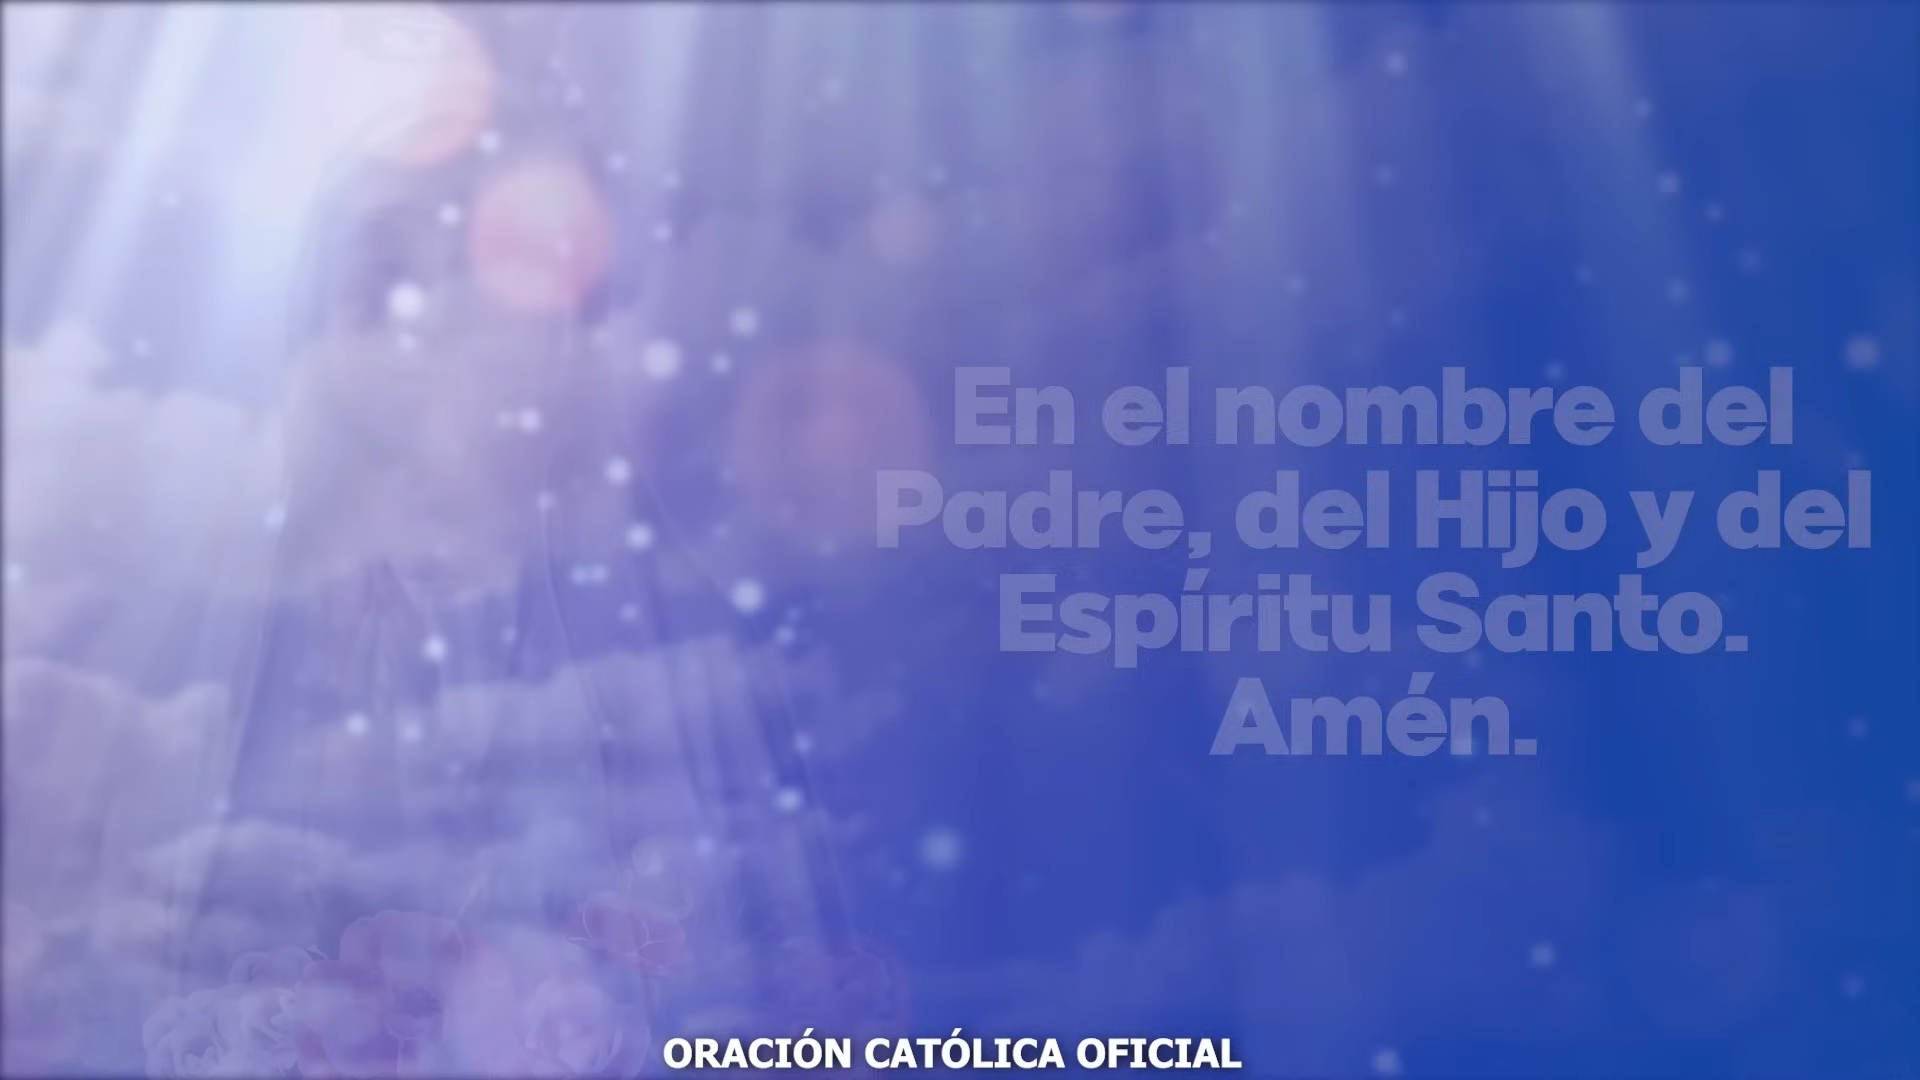 En el nombre del
Padre, del Hijo y del
Espíritu Santo.
Amén.
ORACIÓN CATÓLICA OFICIAL